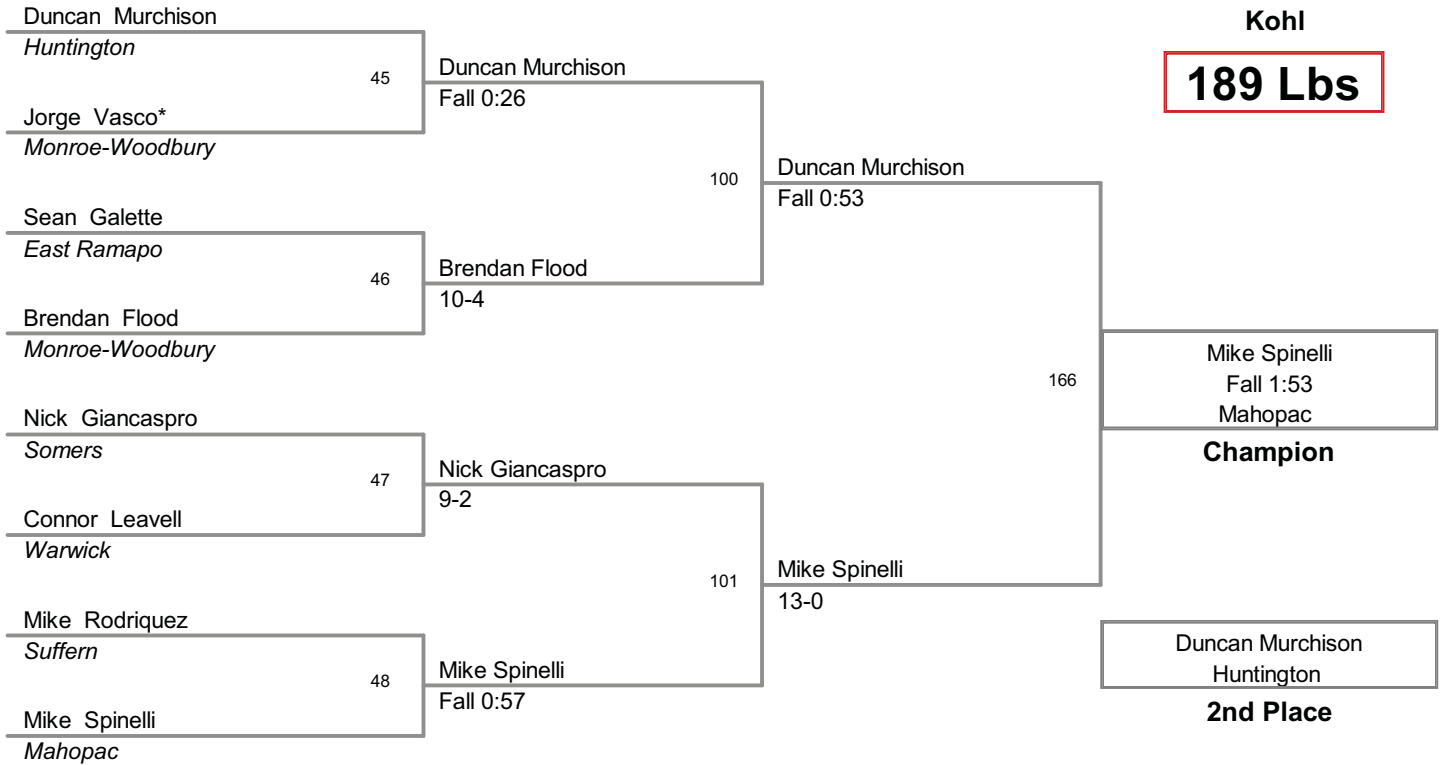 Kohl
189 Lbs
Duncan Murchison
Huntington
45
Jorge Vasco*
Monroe-Woodbury
Duncan Murchison
Fall 0:26
Sean Galette
East Ramapo
46
Brendan Flood
Monroe-Woodbury
Brendan Flood
10-4
100
Duncan Murchison
Fall 0:53
Nick Giancaspro
Somers
47
Connor Leavell
Warwick
Nick Giancaspro
9-2
Mike Rodriquez
Suffern
48
Mike Spinelli
Mahopac
Mike Spinelli
Fall 0:57
101
Mike Spinelli
13-0
166
Mike Spinelli
Fall 1:53
Mahopac
Champion
Duncan Murchison
Huntington
2nd Place